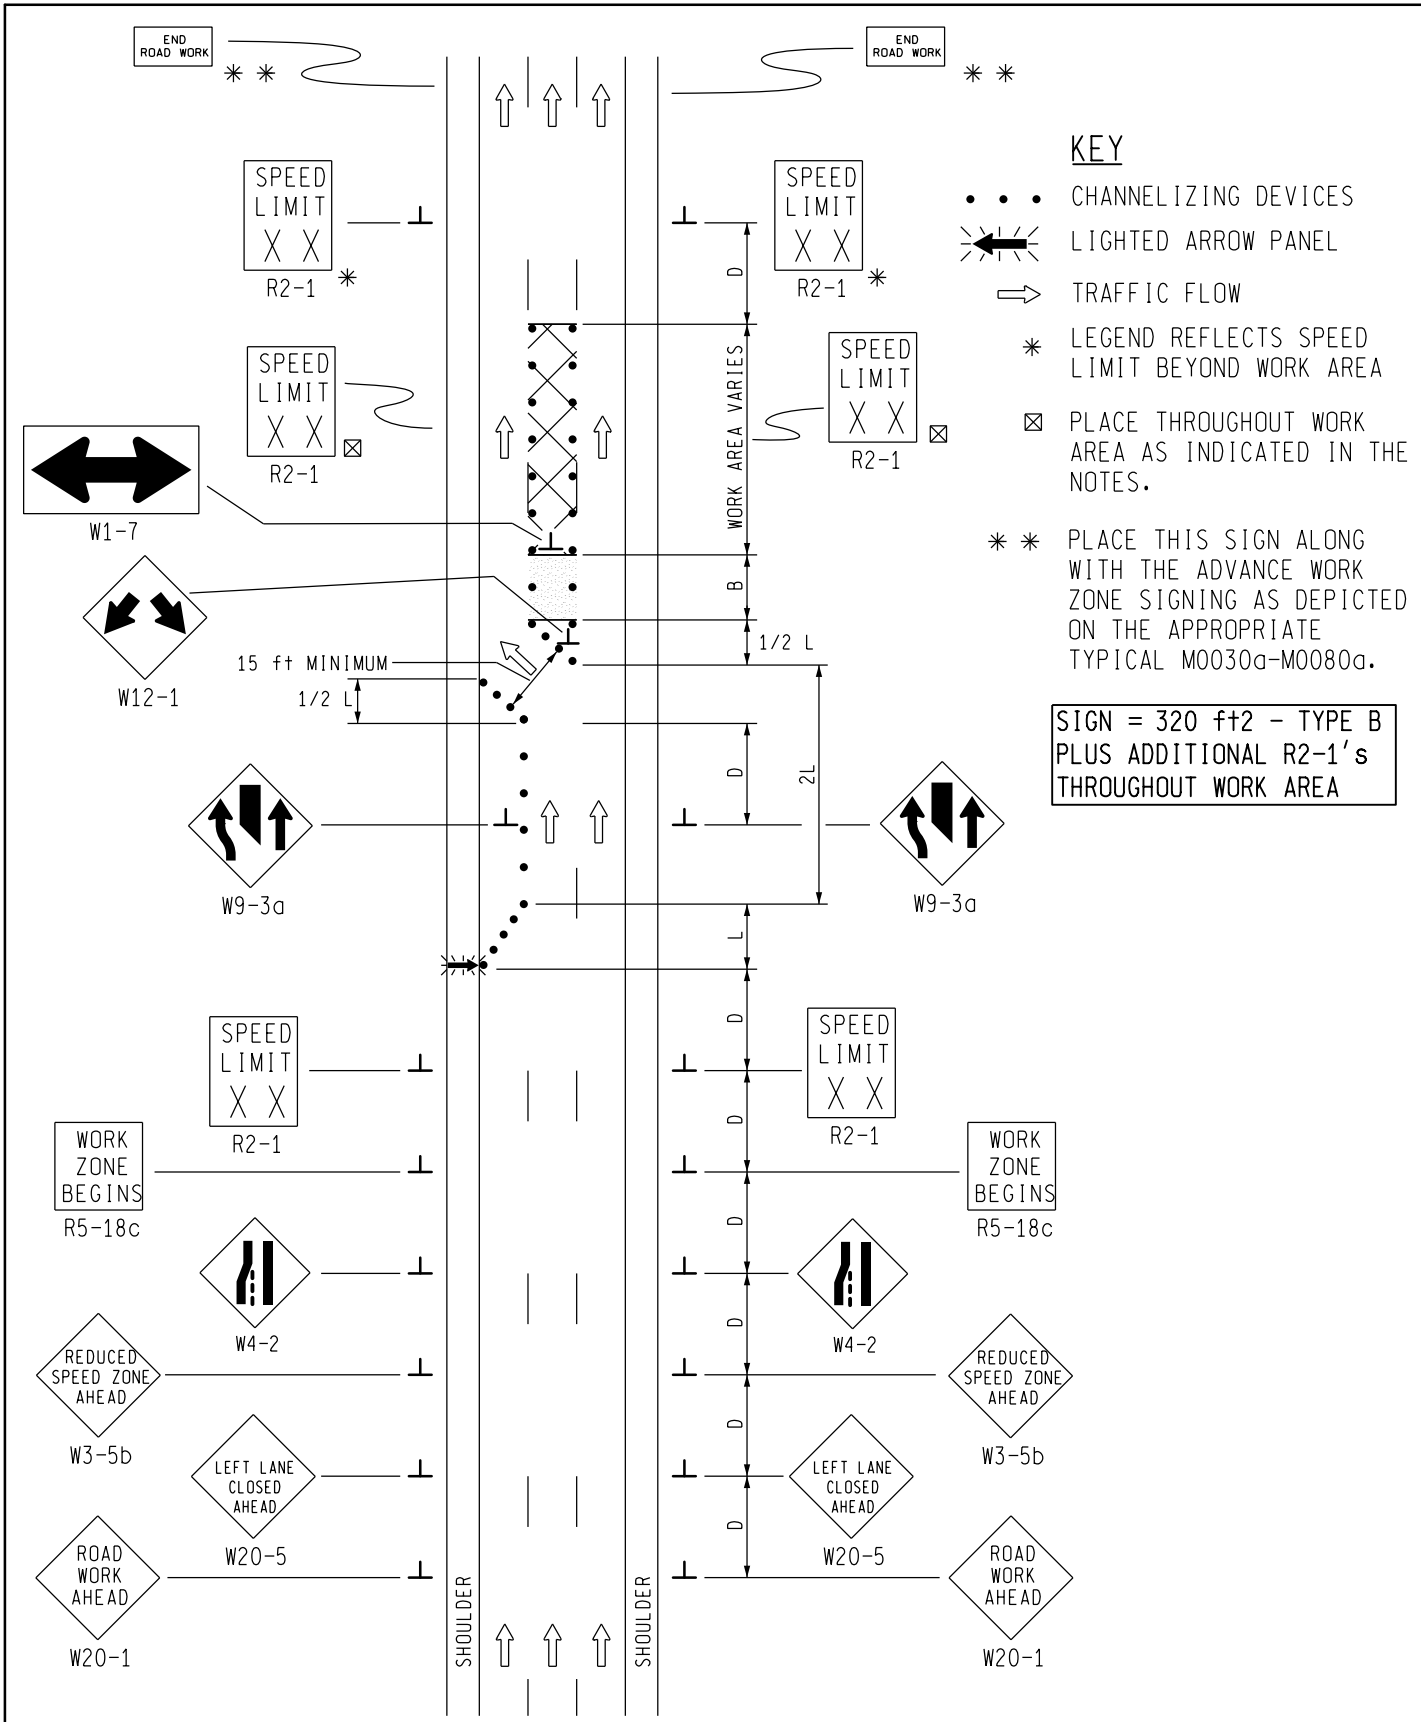 END
ROAD WORK
* *
END
ROAD WORK
* *
KEY
CHANNELIZING DEVICES
LIGHTED ARROW PANEL
TRAFFIC FLOW
* LEGEND REFLECTS SPEED
LIMIT BEYOND WORK AREA
PLACE THROUGHOUT WORK
AREA AS INDICATED IN THE
NOTES.
* * PLACE THIS SIGN ALONG
WITH THE ADVANCE WORK
ZONE SIGNING AS DEPICTED
ON THE APPROPRIATE
TYPICAL M0030a-M0080a.
SIGN = 320 ft2 - TYPE B
PLUS ADDITIONAL R2-1's
THROUGHOUT WORK AREA
SPEED
LIMIT
X X
R2-1 *
SPEED
LIMIT
X X
R2-1 *
D
SPEED
LIMIT
X X
R2-1
WORK AREA VARIES
SPEED
LIMIT
X X
R2-1
W1-7
B
W12-1
15 ft MINIMUM
1/2 L
1/2 L
D
2L
W9-3a
W9-3a
L
D
SPEED
LIMIT
X X
R2-1
SPEED
LIMIT
X X
R2-1
D
WORK
ZONE
BEGINS
R5-18c
WORK
ZONE
BEGINS
R5-18c
D
W4-2
W4-2
D
REDUCED
SPEED ZONE
AHEAD
W3-5b
REDUCED
SPEED ZONE
AHEAD
W3-5b
D
LEFT LANE
CLOSED
AHEAD
W20-5
LEFT LANE
CLOSED
AHEAD
W20-5
D
ROAD
WORK
AHEAD
W20-1
ROAD
WORK
AHEAD
W20-1
SHOULDER
SHOULDER